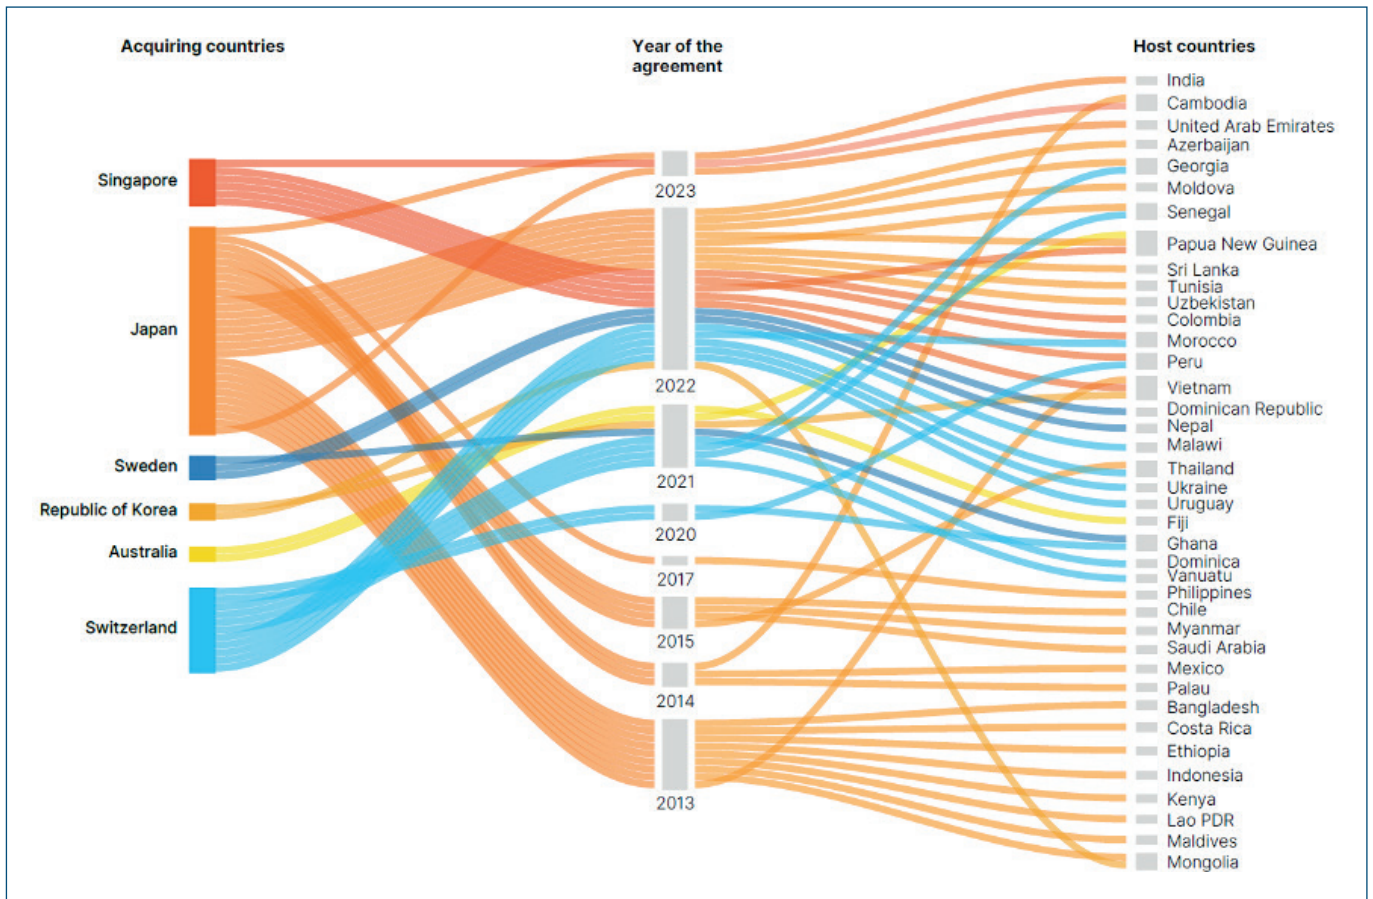 Acquiring countries
Year of the
agreement
Host countries
Singapore
Japan
Sweden
Republic of Korea
Australia
Switzerland
2023
2022
2021
2020
2017
2015
2014
2013
India
Cambodia
United Arab Emirates
Azerbaijan
Georgia
Moldova
Senegal
Papua New Guinea
Sri Lanka
Tunisia
Uzbekistan
Colombia
Morocco
Peru
Vietnam
Dominican Republic
Nepal
Malawi
Thailand
Ukraine
Uruguay
Fiji
Ghana
Dominica
Vanuatu
Philippines
Chile
Myanmar
Saudi Arabia
Mexico
Palau
Bangladesh
Costa Rica
Ethiopia
Indonesia
Kenya
Lao PDR
Maldives
Mongolia